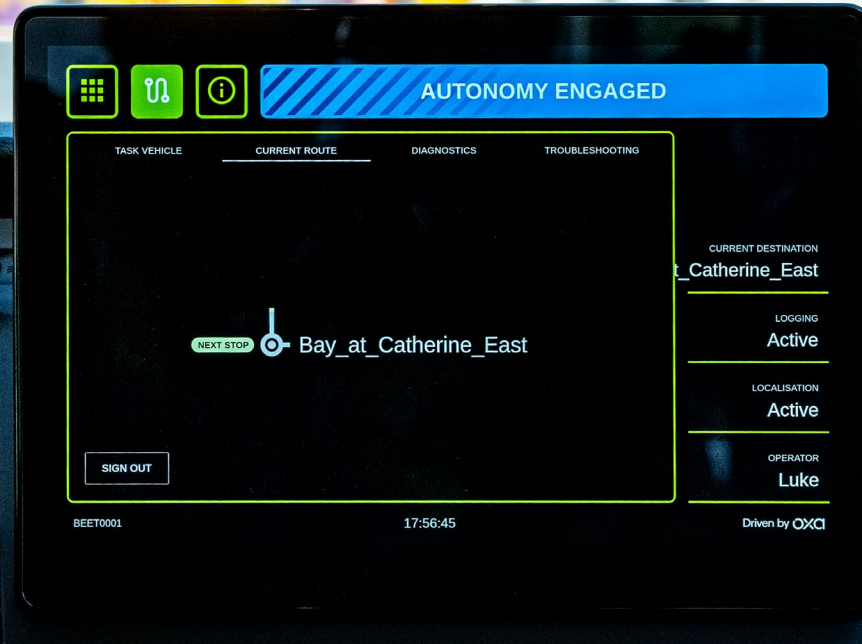 AUTONOMY ENGAGED
TASK VEHICLE
CURRENT ROUTE
DIAGNOSTICS
TROUBLESHOOTING
NEXT STOP
Bay_at_Catherine_East
SIGN OUT
CURRENT DESTINATION
t_Catherine_East
LOGGING
Active
LOCALISATION
Active
OPERATOR
Luke
BEET0001
17:56:45
Driven by oxa